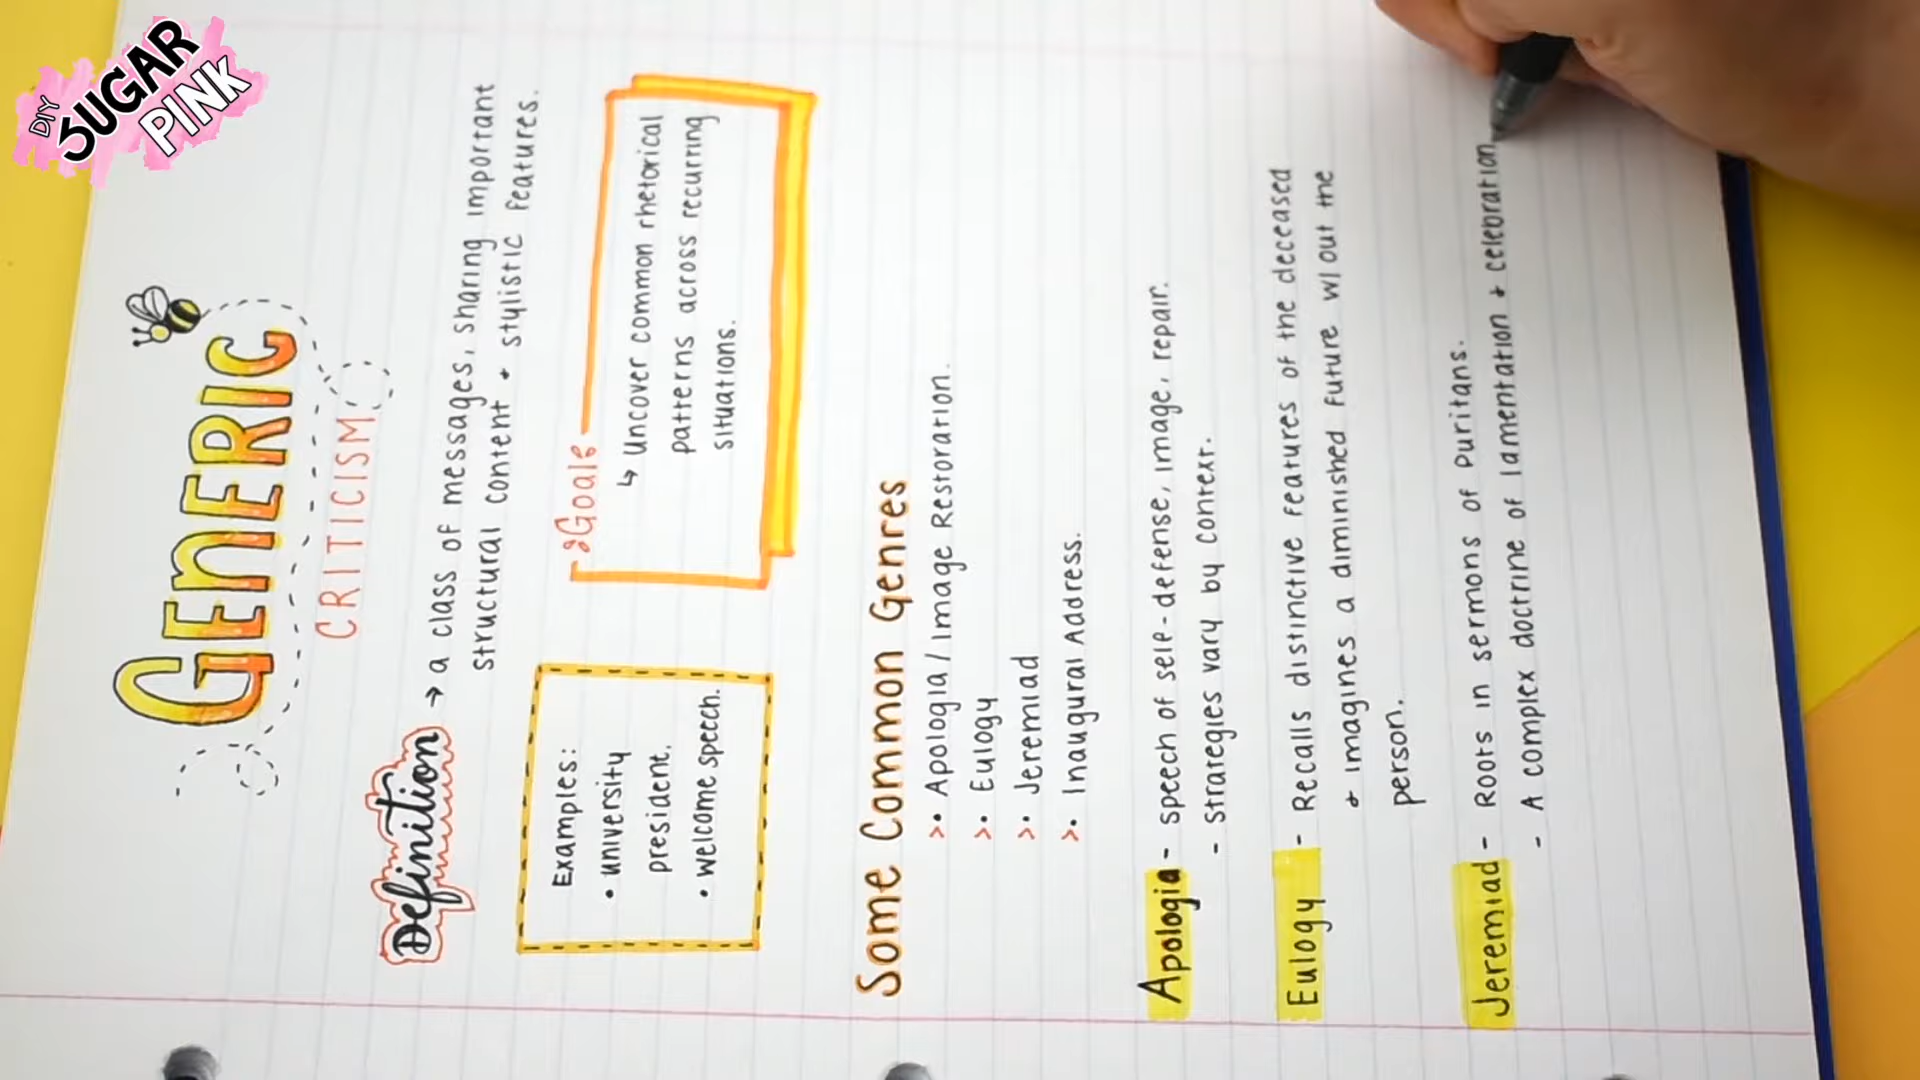 DIY
SUGAR
PINK
GENERIC
CRITICISM
Definition → a class of messages, sharing important
structural content + stylistic features.
Examples:
• university
president.
• welcome speech.
Goals
↳ Uncover common rhetorical
patterns across recurring
situations.
Some Common Genres
>• Apologia / Image Restoration.
>• Eulogy
>• Jeremiad
>• Inaugural Address.
Apologia - speech of self-defense, image, repair.
- strategies vary by context.
Eulogy - Recalls distinctive features of the deceased
+ imagines a diminished future w/out the
person.
Jeremiad - Roots in sermons of Puritans.
- A complex doctrine of lamentation + celebration